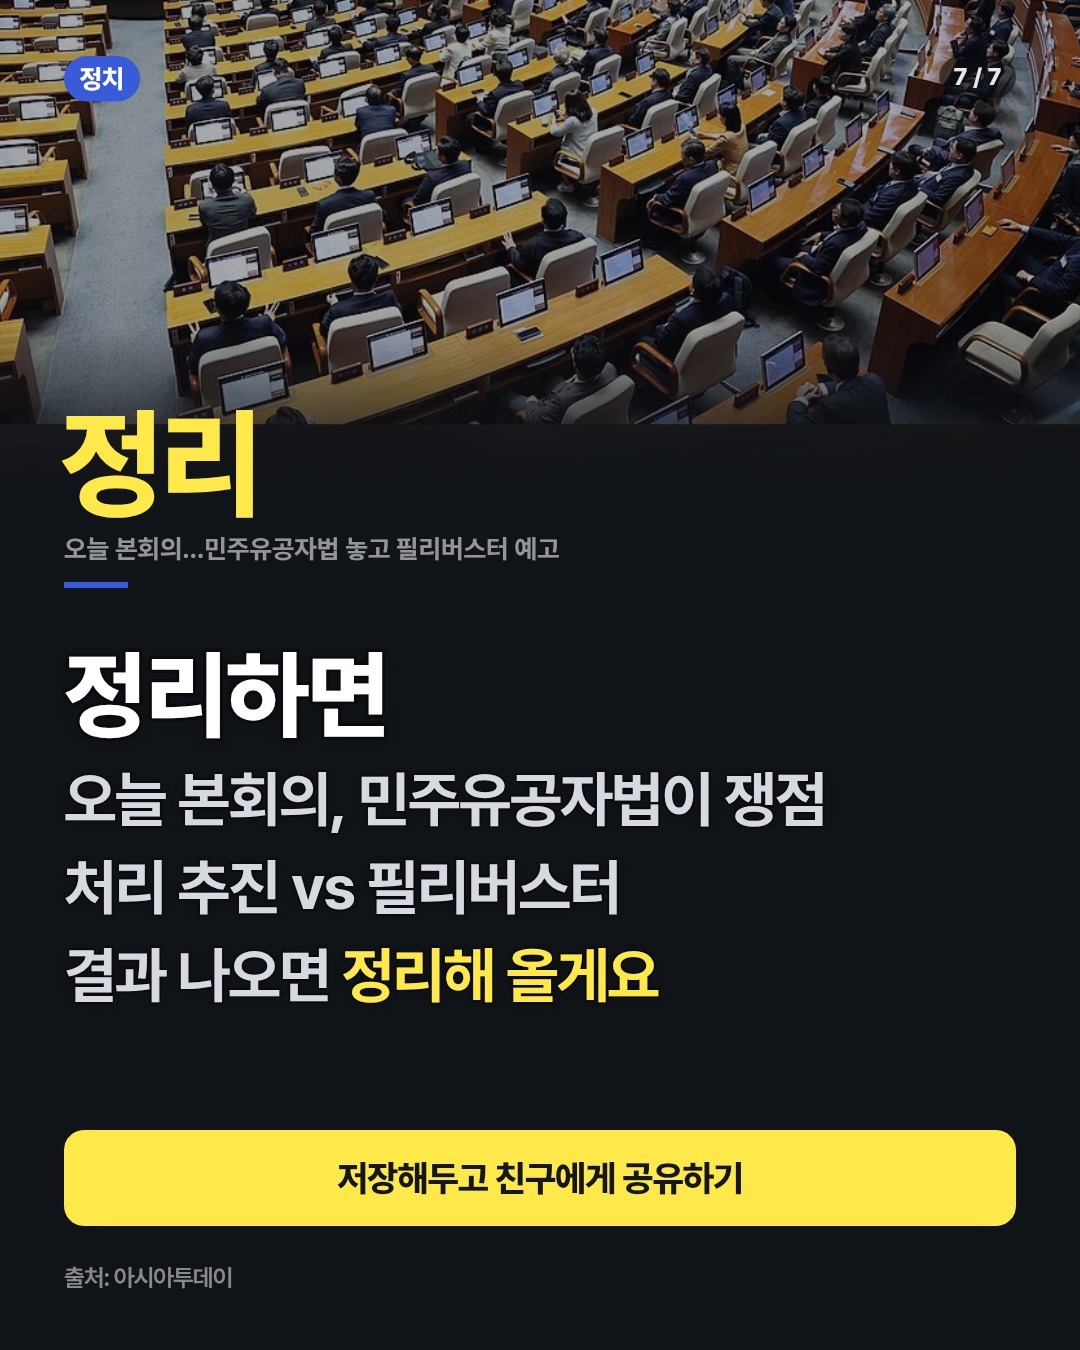 정치
7 / 7
정리
오늘 본회의...민주유공자법 놓고 필리버스터 예고
정리하면
오늘 본회의, 민주유공자법이 쟁점
처리 추진 vs 필리버스터
결과 나오면 정리해 올게요
저장해두고 친구에게 공유하기
출처: 아시아투데이